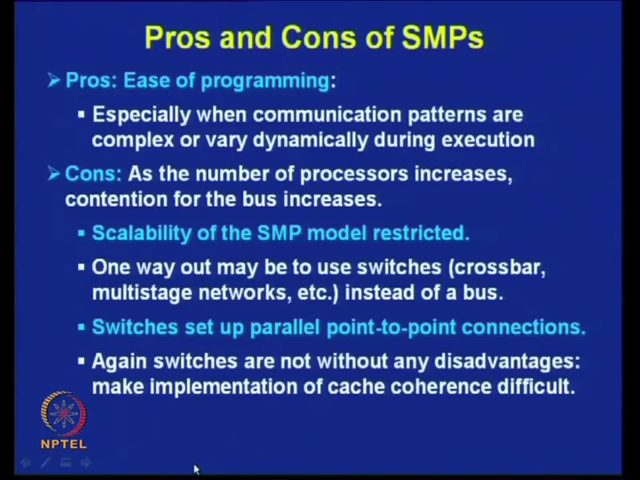 Pros and Cons of SMPs
Pros: Ease of programming:
Especially when communication patterns are
complex or vary dynamically during execution
Cons: As the number of processors increases,
contention for the bus increases.
Scalability of the SMP model restricted.
One way out may be to use switches (crossbar,
multistage networks, etc.) instead of a bus.
Switches set up parallel point-to-point connections.
Again switches are not without any disadvantages:
make implementation of cache coherence difficult.
NPTEL